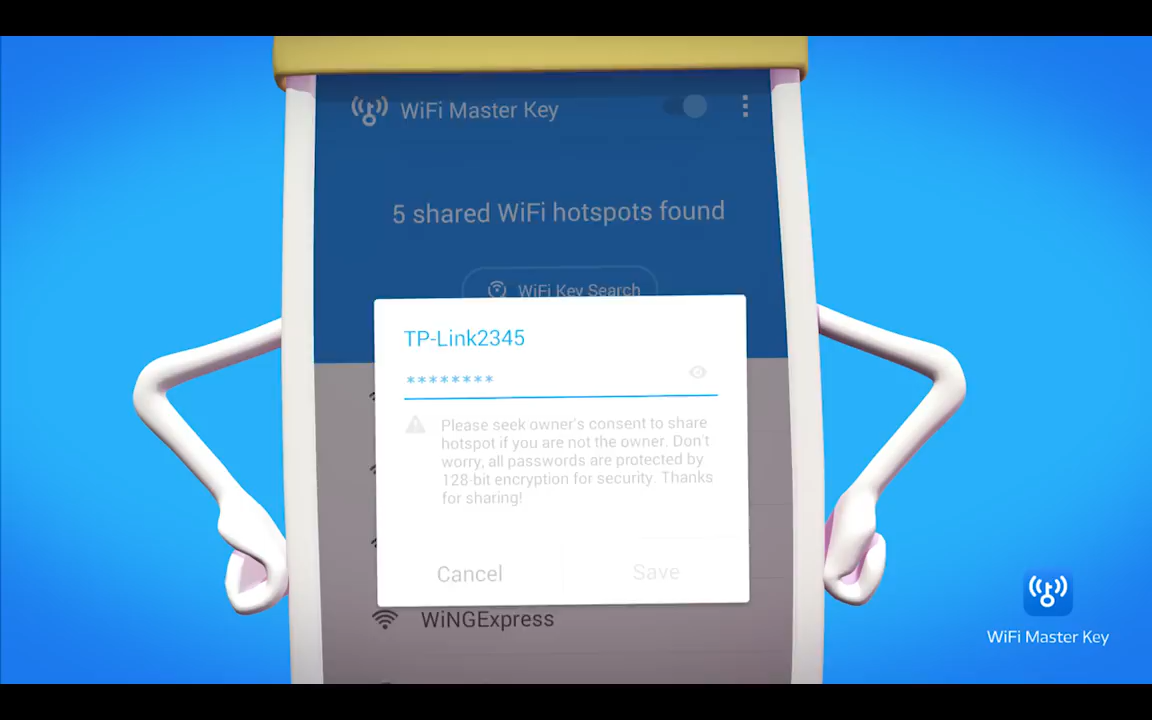 WiFi Master Key
5 shared WiFi hotspots found
WiFi Key Search
TP-Link2345
********
Please seek owner's consent to share
hotspot if you are not the owner. Don't
worry, all passwords are protected by
128-bit encryption for security. Thanks
for sharing!
Cancel
Save
WiNGExpress
WiFi Master Key